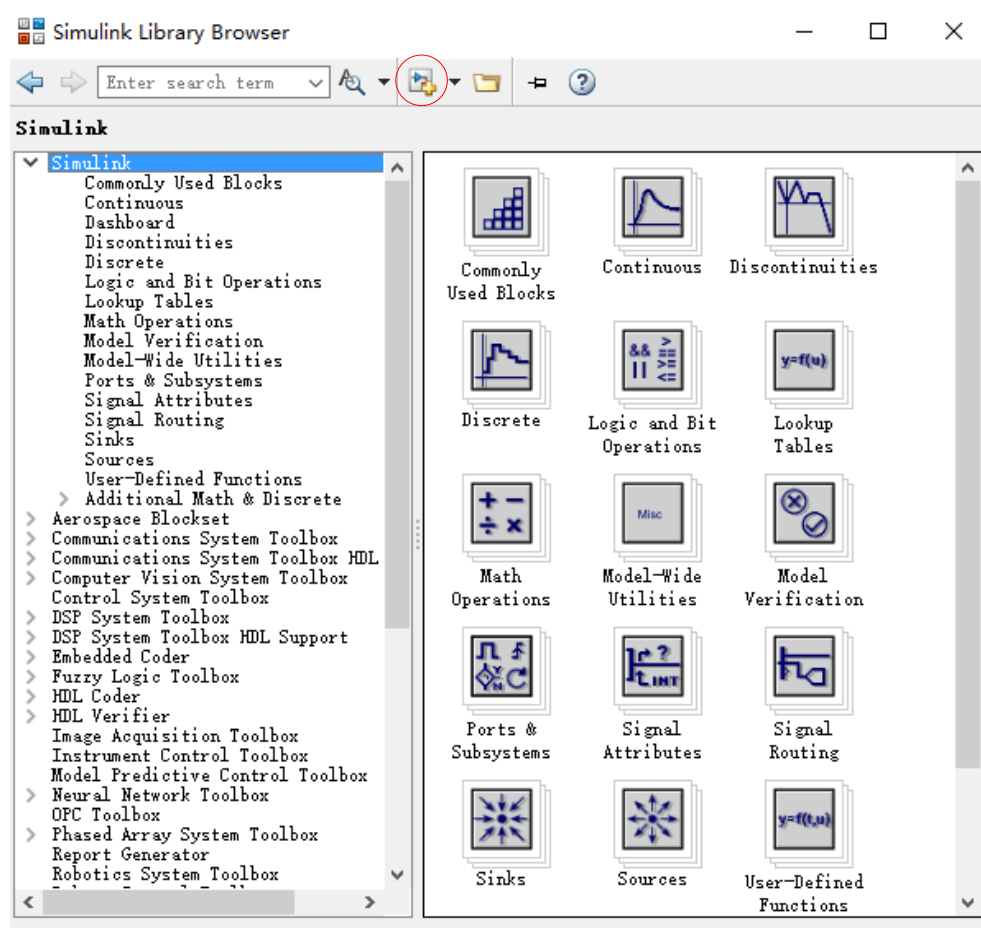 Simulink Library Browser
Enter search term
Simulink
Simulink
Commonly Used Blocks
Continuous
Dashboard
Discontinuities
Discrete
Logic and Bit Operations
Lookup Tables
Math Operations
Model Verification
Model-Wide Utilities
Ports & Subsystems
Signal Attributes
Signal Routing
Sinks
Sources
User-Defined Functions
Additional Math & Discrete
Aerospace Blockset
Communications System Toolbox
Communications System Toolbox HDL
Computer Vision System Toolbox
Control System Toolbox
DSP System Toolbox
DSP System Toolbox HDL Support
Embedded Coder
Fuzzy Logic Toolbox
HDL Coder
HDL Verifier
Image Acquisition Toolbox
Instrument Control Toolbox
Model Predictive Control Toolbox
Neural Network Toolbox
OPC Toolbox
Phased Array System Toolbox
Report Generator
Robotics System Toolbox
Commonly
Used Blocks
Continuous
Discontinuities
Discrete
&& > == >= || <=
Logic and Bit
Operations
y=f(u)
Lookup
Tables
+ − ÷ ×
Math
Operations
Misc
Model-Wide
Utilities
Model
Verification
Y N
Ports &
Subsystems
? INT
Signal
Attributes
Signal
Routing
Sinks
Sources
y=f(t,u)
User-Defined
Functions